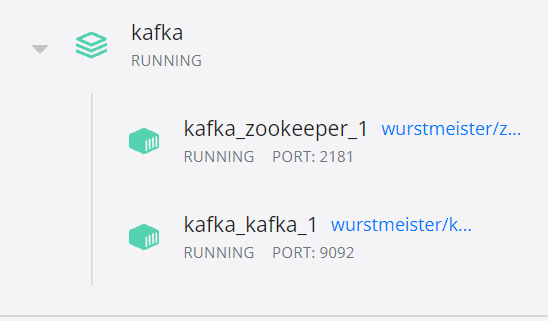 kafka
RUNNING
kafka_zookeeper_1 wurstmeister/z...
RUNNING PORT: 2181
kafka_kafka_1 wurstmeister/k...
RUNNING PORT: 9092